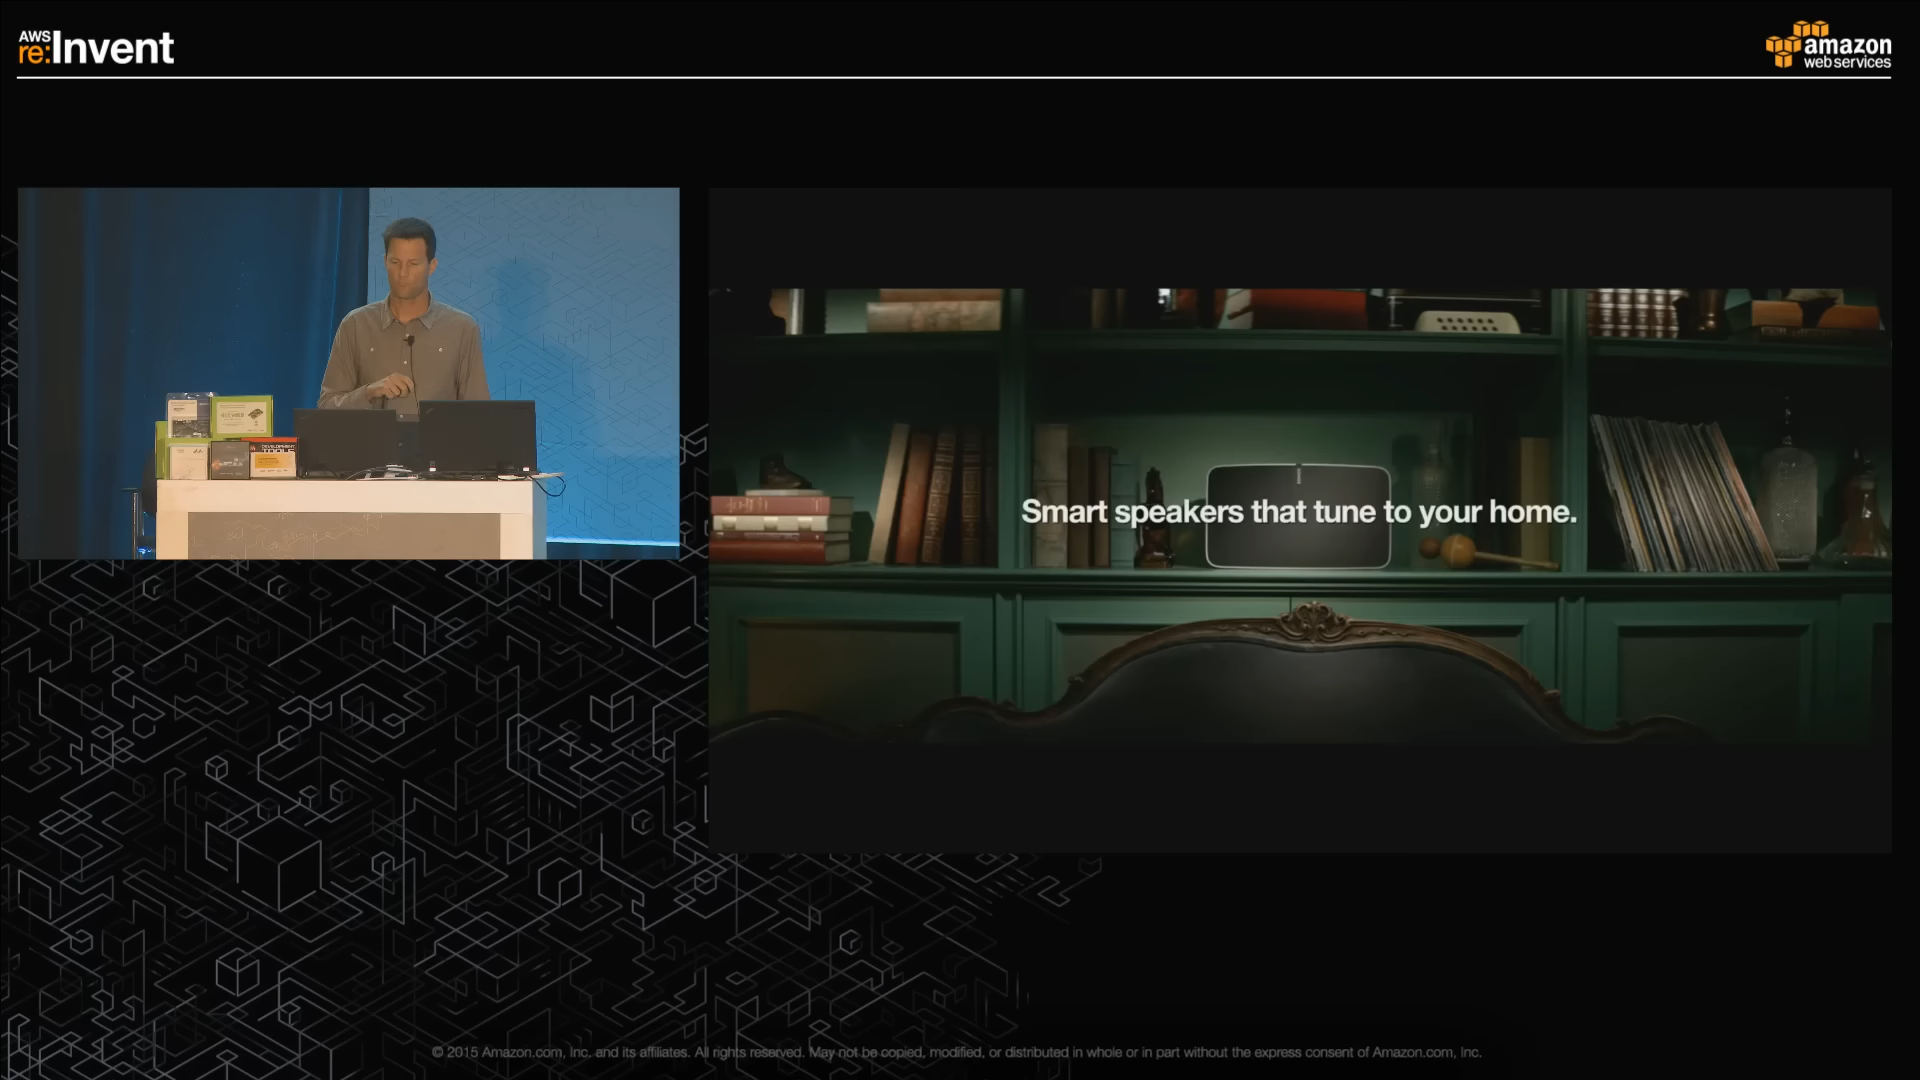 AWS
re:Invent
amazon
web services
DEVELOPMENT
TOOLS
Smart speakers that tune to your home.
© 2015 Amazon.com, Inc. and its affiliates. All rights reserved. May not be copied, modified, or distributed in whole or in part without the express consent of Amazon.com, Inc.